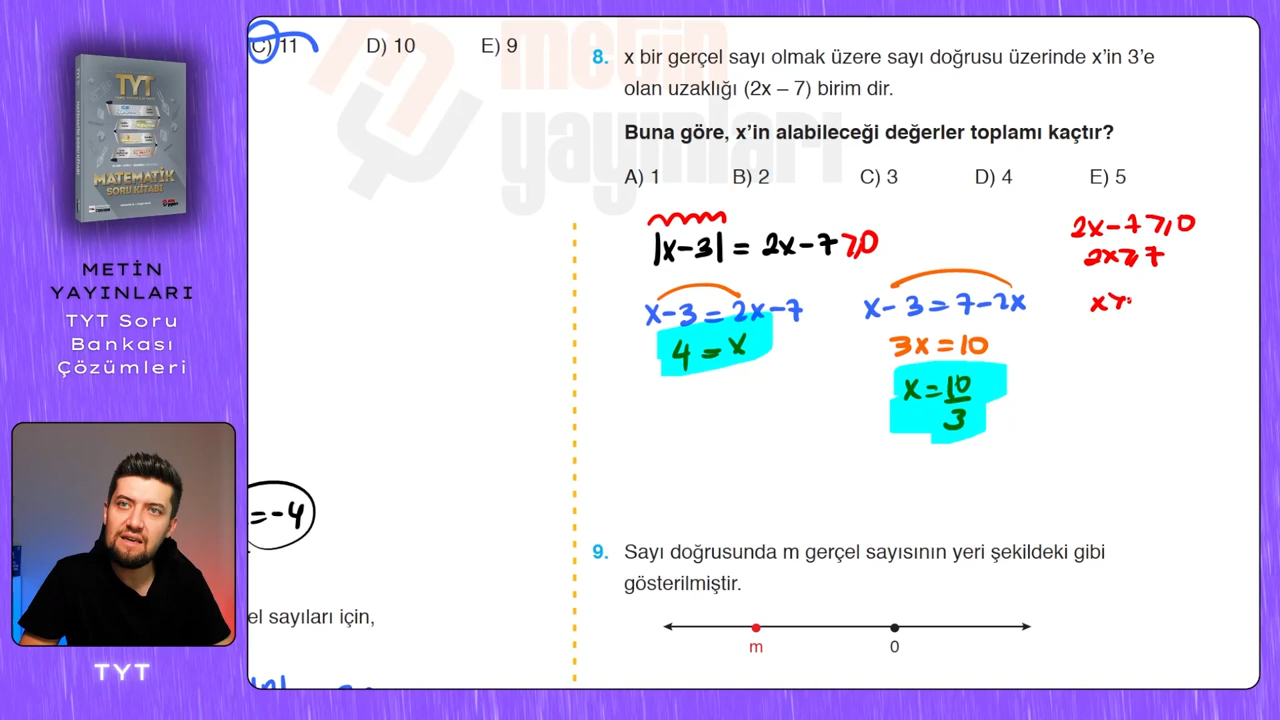 TYT
MATEMATİK
SORU KİTABI
METİN
YAYINLARI
TYT Soru
Bankası
Çözümleri
TYT
metin
yayınları
C) 11 D) 10 E) 9
=-4
el sayıları için,
8. x bir gerçel sayı olmak üzere sayı doğrusu üzerinde x'in 3'e
olan uzaklığı (2x – 7) birim dir.
Buna göre, x'in alabileceği değerler toplamı kaçtır?
A) 1 B) 2 C) 3 D) 4 E) 5
|x-3| = 2x-7 ≥0
x-3 = 2x-7
4 = x
x-3 = 7-2x
3x = 10
x = 10/3
2x-7 ≥ 0
2x ≥ 7
x ≥
9. Sayı doğrusunda m gerçel sayısının yeri şekildeki gibi
gösterilmiştir.
m 0